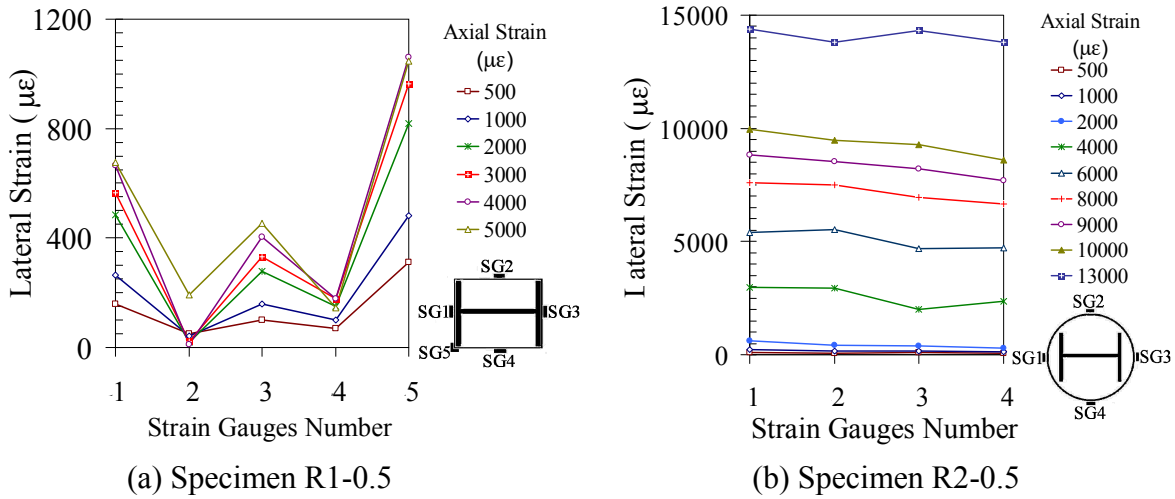 1200
800
400
0
Lateral Strain ( µε)
1
2
3
4
5
Strain Gauges Number
Axial Strain
(µε)
500
1000
2000
3000
4000
5000
SG2
SG1
SG3
SG5
SG4
(a) Specimen R1-0.5
15000
10000
5000
0
Lateral Strain ( µε)
1
2
3
4
Strain Gauges Number
Axial Strain
(µε)
500
1000
2000
4000
6000
8000
9000
10000
13000
SG2
SG1
SG3
SG4
(b) Specimen R2-0.5